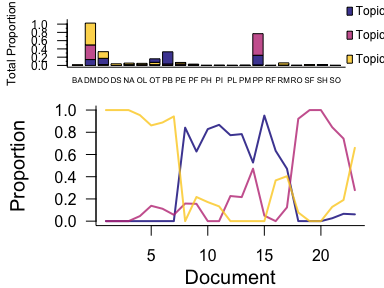 Total Proportion
1.0
0.8
0.6
0.4
0.2
0.0
BA DM DO DS NA OL OT PB PE PF PH PI PL PM PP RF RM RO SF SH SO
Topic
Topic
Topic
Proportion
1.0
0.8
0.6
0.4
0.2
0.0
5 10 15 20
Document